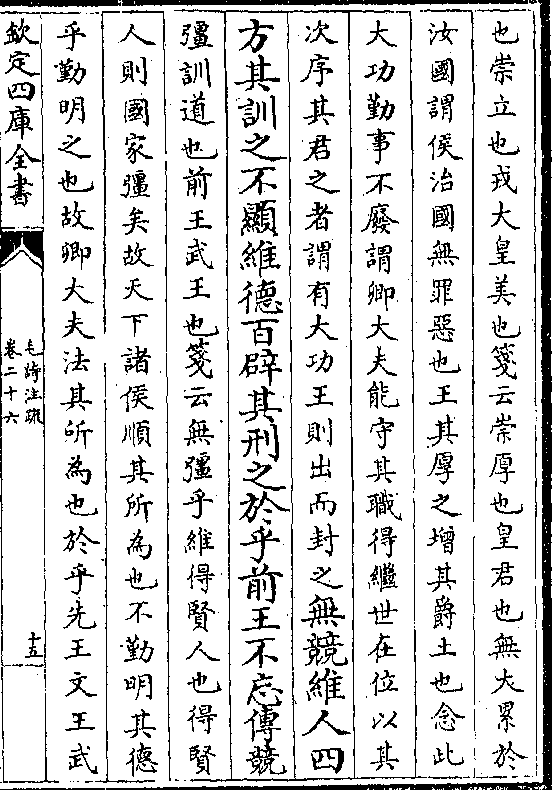 也崇立也戎大皇美也箋云崇厚也皇君也無大累於
汝國謂侯治國無罪惡也王其厚之增其爵土也念此
大功勤事不廢謂卿大夫能守其職得繼世在位以其
次序其君之者謂有大功王則出而封之無競維人四
方其訓之不顯維德百辟其刑之於乎前王不忘傳競
彊訓道也前王武王也箋云無彊乎維得賢人也得賢
人則國家彊矣故天下諸侯順其所為也不勤明其德
乎勤明之也故卿大夫法其所為也於乎先王文王武
欽定四庫全書
毛詩注疏
卷二十六
十五